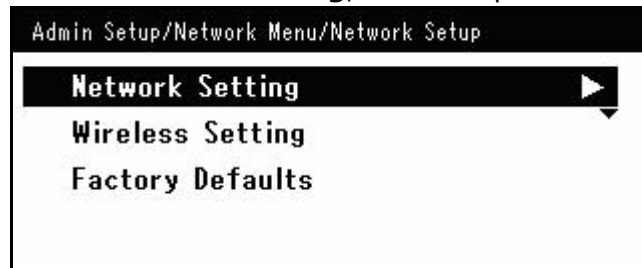 Admin Setup/Network Menu/Network Setup
Network Setting
Wireless Setting
Factory Defaults